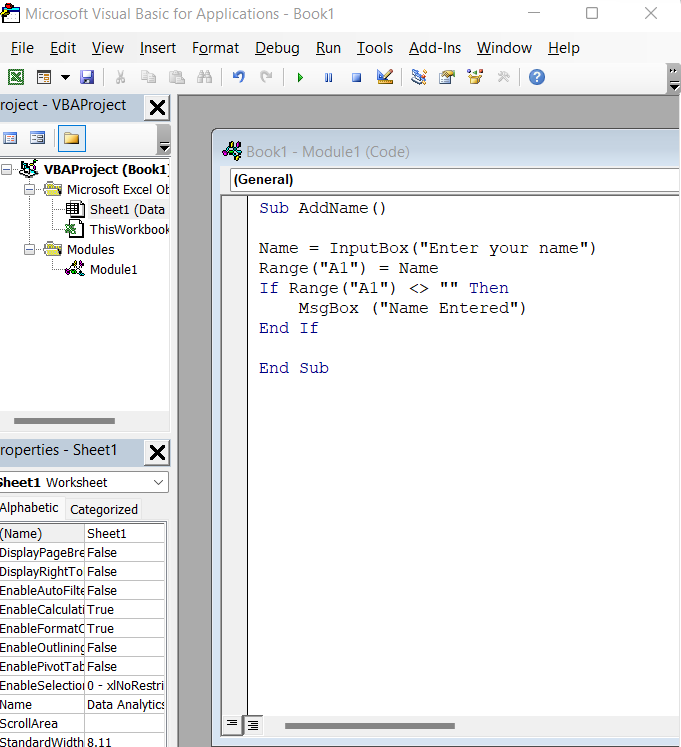 Microsoft Visual Basic for Applications - Book1
File Edit View Insert Format Debug Run Tools Add-Ins Window Help
roject - VBAProject
VBAProject (Book1)
Microsoft Excel Ob
Sheet1 (Data
ThisWorkbook
Modules
Module1
roperties - Sheet1
Sheet1 Worksheet
Alphabetic Categorized
(Name) Sheet1
DisplayPageBre False
DisplayRightTo False
EnableAutoFilte False
EnableCalculati True
EnableFormatC True
EnableOutlining False
EnablePivotTab False
EnableSelection 0 - xlNoRestri
Name Data Analytics
ScrollArea
StandardWidth 8.11
Book1 - Module1 (Code)
(General)
Sub AddName()
Name = InputBox("Enter your name")
Range("A1") = Name
If Range("A1") <> "" Then
MsgBox ("Name Entered")
End If
End Sub